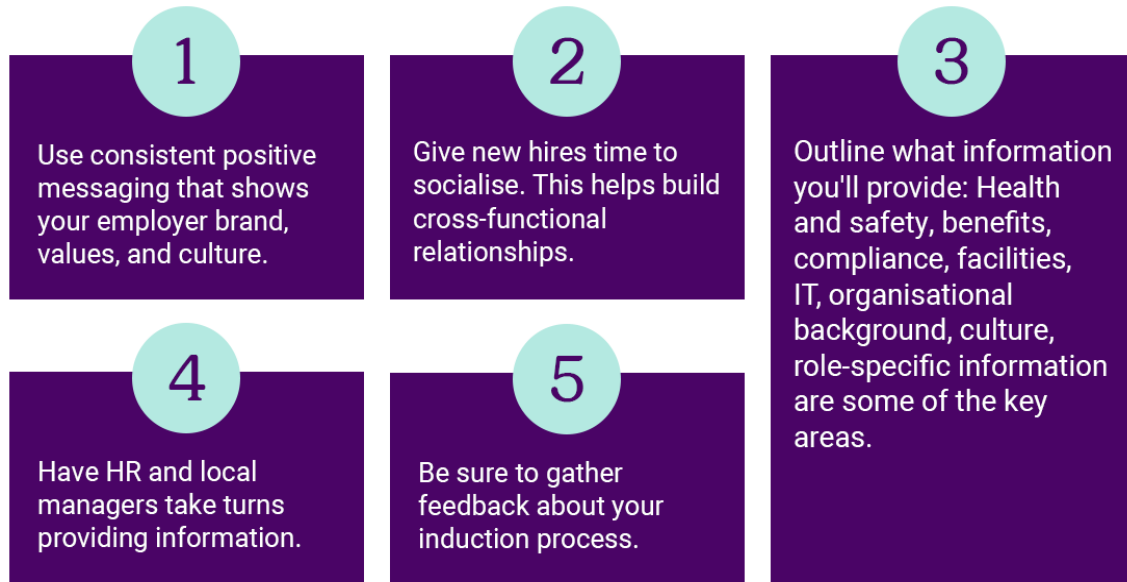 1
Use consistent positive
messaging that shows
your employer brand,
values, and culture.
2
Give new hires time to
socialise. This helps build
cross-functional
relationships.
3
Outline what information
you'll provide: Health
and safety, benefits,
compliance, facilities,
IT, organisational
background, culture,
role-specific information
are some of the key
areas.
4
Have HR and local
managers take turns
providing information.
5
Be sure to gather
feedback about your
induction process.